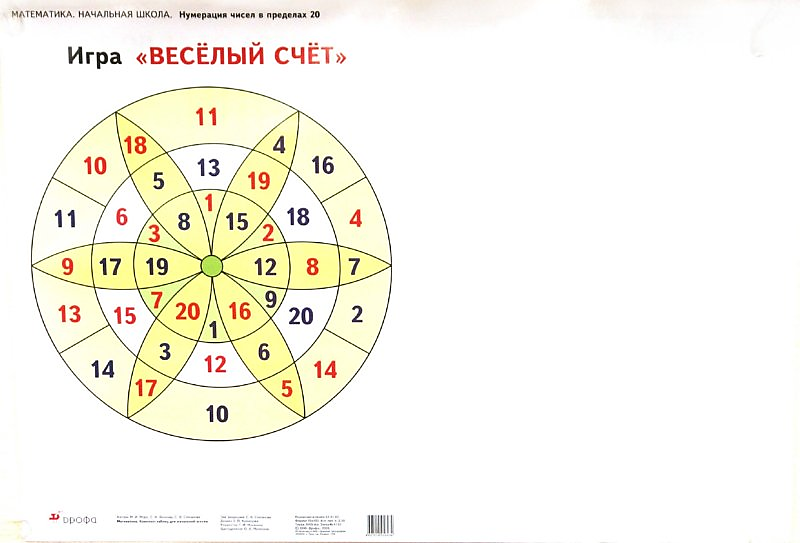 МАТЕМАТИКА. НАЧАЛЬНАЯ ШКОЛА. Нумерация чисел в пределах 20
Игра «ВЕСЁЛЫЙ СЧЁТ»
11
18 4
10 13 16
5 19
11 6 1 18 4
8 15
3 2
9 17 19 12 8 7
7 9
13 15 20 16 20 2
1
3 6
14 12 14
17 5
10
дрофа